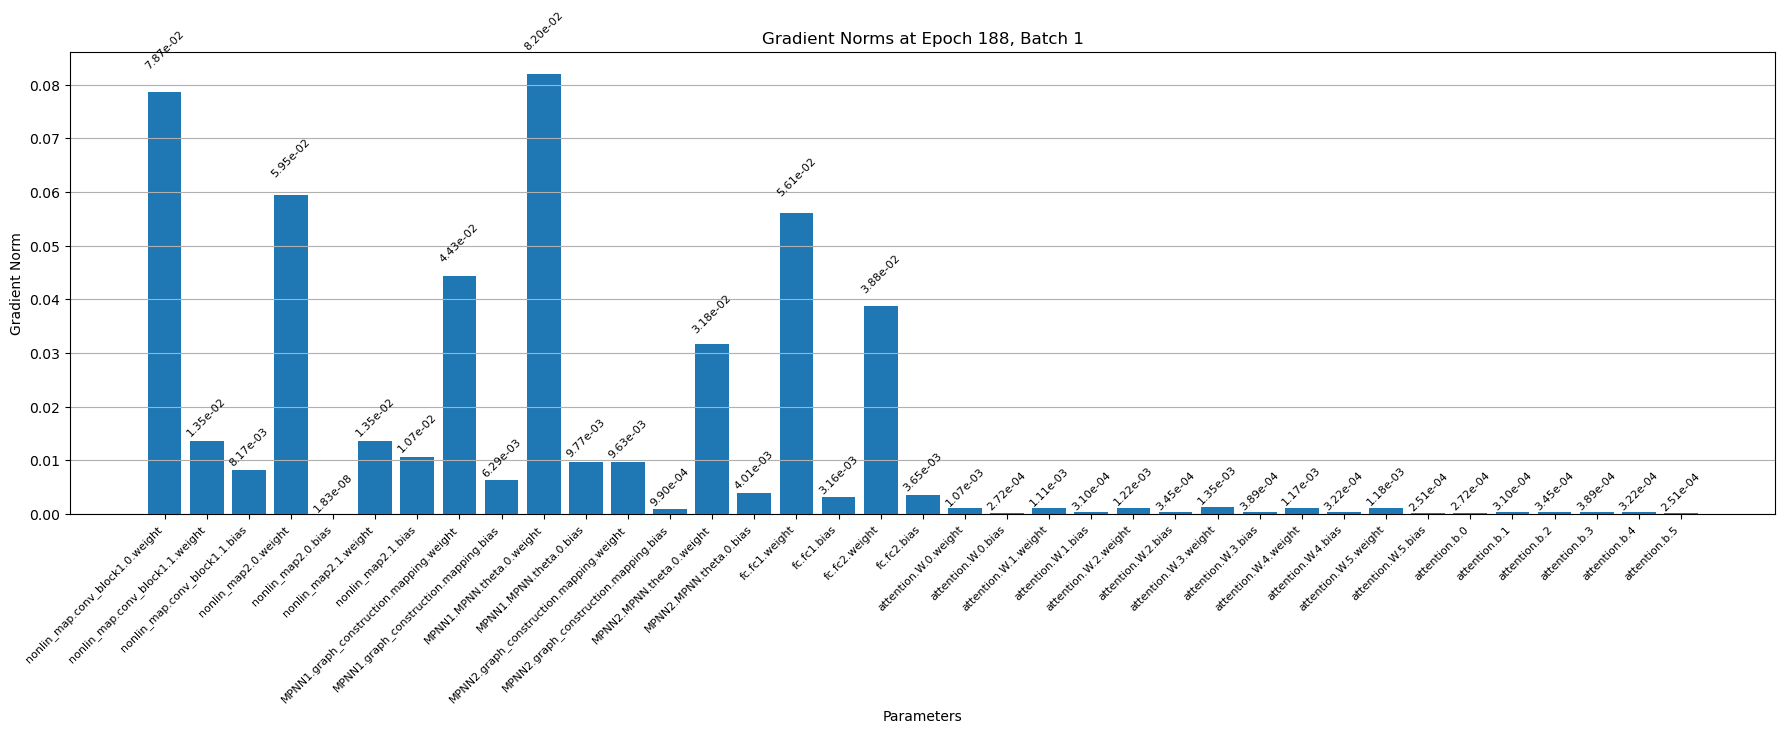 Gradient Norms at Epoch 188, Batch 1
Gradient Norm
0.08
0.07
0.06
0.05
0.04
0.03
0.02
0.01
0.00
7.87e-02
1.35e-02
8.17e-03
5.95e-02
1.83e-08
1.35e-02
1.07e-02
4.43e-02
6.29e-03
8.20e-02
9.77e-03
9.63e-03
9.90e-04
3.18e-02
4.01e-03
5.61e-02
3.16e-03
3.88e-02
3.65e-03
1.07e-03
2.72e-04
1.11e-03
3.10e-04
1.22e-03
3.45e-04
1.35e-03
3.89e-04
1.17e-03
3.22e-04
1.18e-03
2.51e-04
2.72e-04
3.10e-04
3.45e-04
3.89e-04
3.22e-04
2.51e-04
nonlin_map.conv_block1.0.weight
nonlin_map.conv_block1.1.weight
nonlin_map.conv_block1.1.bias
nonlin_map2.0.weight
nonlin_map2.0.bias
nonlin_map2.1.weight
nonlin_map2.1.bias
MPNN1.graph_construction.mapping.weight
MPNN1.graph_construction.mapping.bias
MPNN1.MPNN.theta.0.weight
MPNN1.MPNN.theta.0.bias
MPNN2.graph_construction.mapping.weight
MPNN2.graph_construction.mapping.bias
MPNN2.MPNN.theta.0.weight
MPNN2.MPNN.theta.0.bias
fc.fc1.weight
fc.fc1.bias
fc.fc2.weight
fc.fc2.bias
attention.W.0.weight
attention.W.0.bias
attention.W.1.weight
attention.W.1.bias
attention.W.2.weight
attention.W.2.bias
attention.W.3.weight
attention.W.3.bias
attention.W.4.weight
attention.W.4.bias
attention.W.5.weight
attention.W.5.bias
attention.b.0
attention.b.1
attention.b.2
attention.b.3
attention.b.4
attention.b.5
Parameters